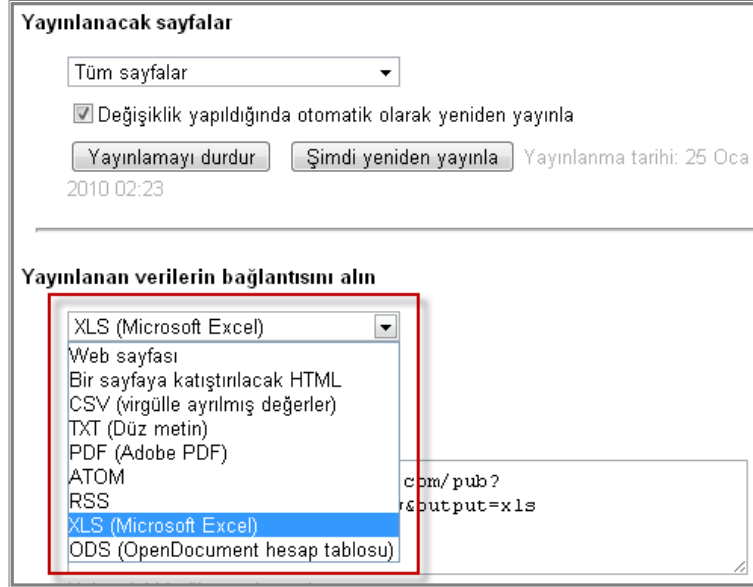 Yayınlanacak sayfalar
Tüm sayfalar
Değişiklik yapıldığında otomatik olarak yeniden yayınla
Yayınlamayı durdur Şimdi yeniden yayınla Yayınlanma tarihi: 25 Oca
2010 02:23
Yayınlanan verilerin bağlantısını alın
XLS (Microsoft Excel)
Web sayfası
Bir sayfaya katıştırılacak HTML
CSV (virgülle ayrılmış değerler)
TXT (Düz metin)
PDF (Adobe PDF)
ATOM
com/pub?
RSS
&output=xls
XLS (Microsoft Excel)
ODS (OpenDocument hesap tablosu)